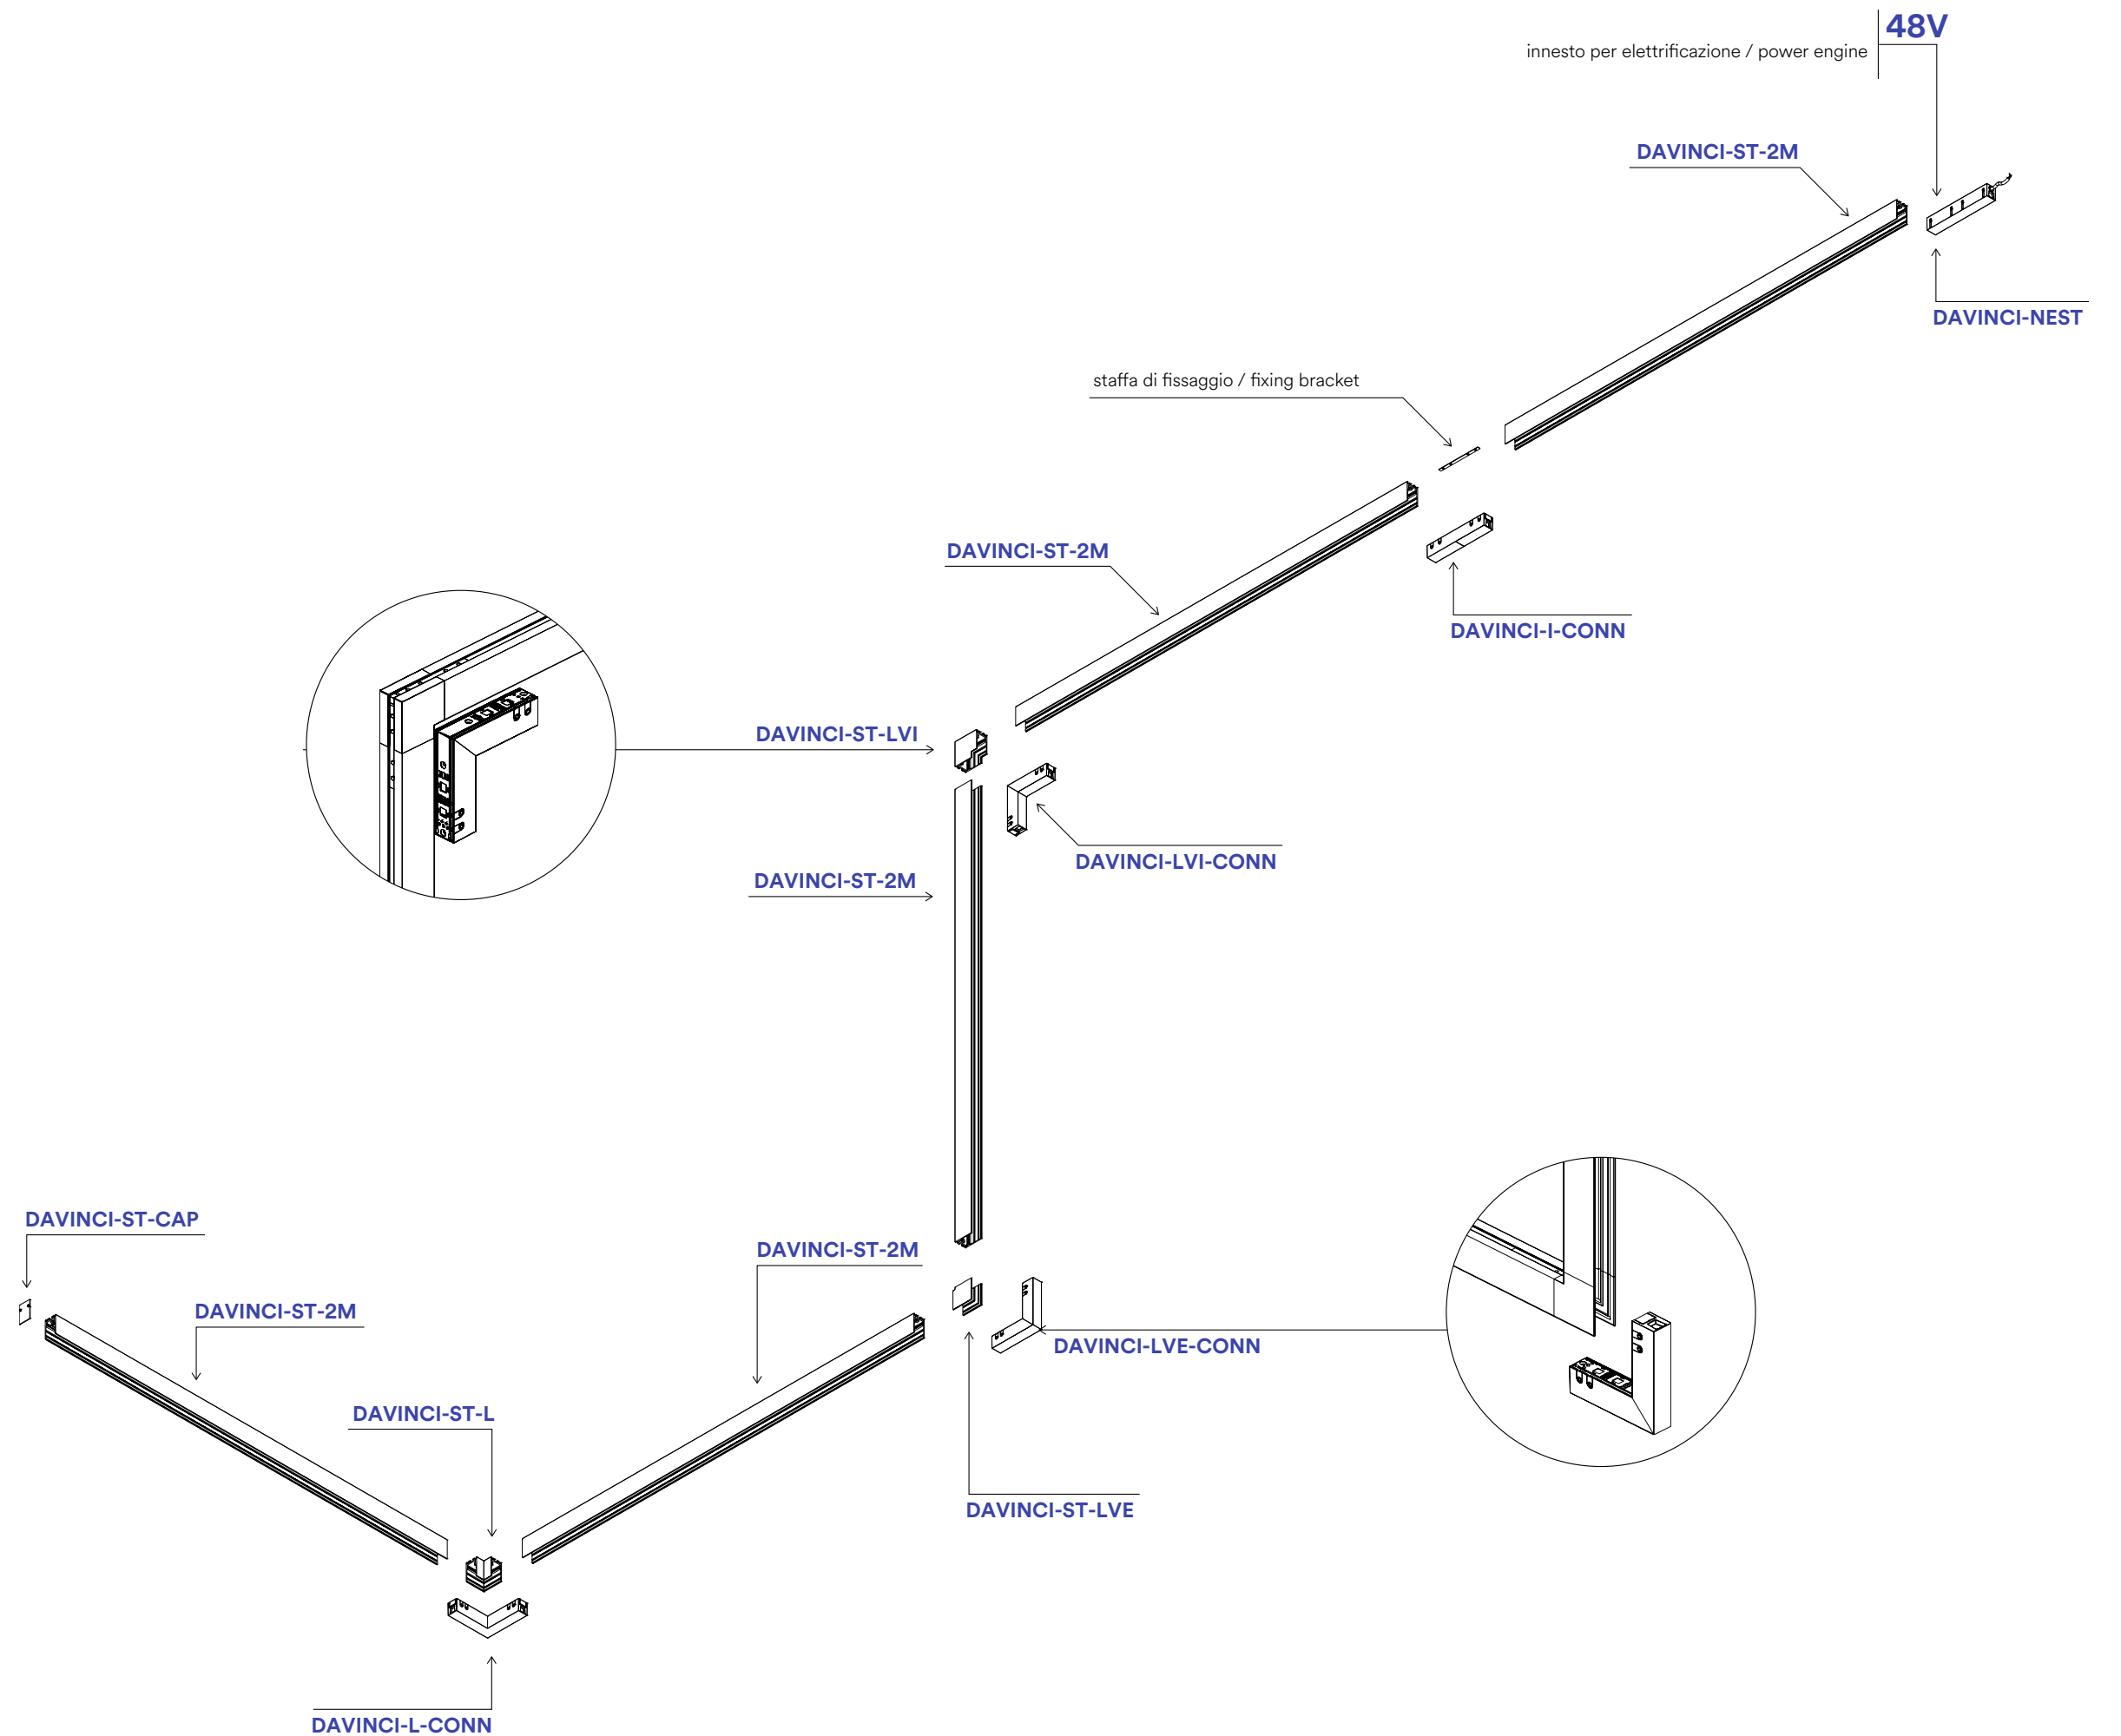 48V
innesto per elettrificazione / power engine
DAVINCI-ST-2M
DAVINCI-NEST
staffa di fissaggio / fixing bracket
DAVINCI-ST-2M
DAVINCI-I-CONN
DAVINCI-ST-LVI
DAVINCI-LVI-CONN
DAVINCI-ST-2M
DAVINCI-ST-CAP
DAVINCI-ST-2M
DAVINCI-ST-2M
DAVINCI-LVE-CONN
DAVINCI-ST-L
DAVINCI-ST-LVE
DAVINCI-L-CONN